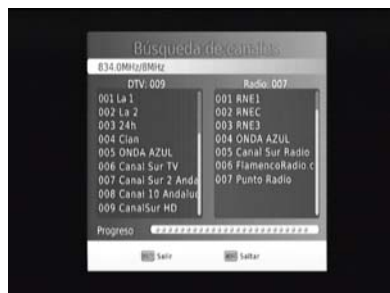 Búsqueda de canales
834.0MHz/8MHz
DTV: 009
001 La 1
002 La 2
003 24h
004 Clan
005 ONDA AZUL
006 Canal Sur TV
007 Canal Sur 2 Anda
008 Canal 10 Andaluc
009 CanalSur HD
Radio: 007
001 RNE1
002 RNEC
003 RNE3
004 ONDA AZUL
005 Canal Sur Radio
006 FlamencoRadio.c
007 Punto Radio
Progreso
Salir
Saltar